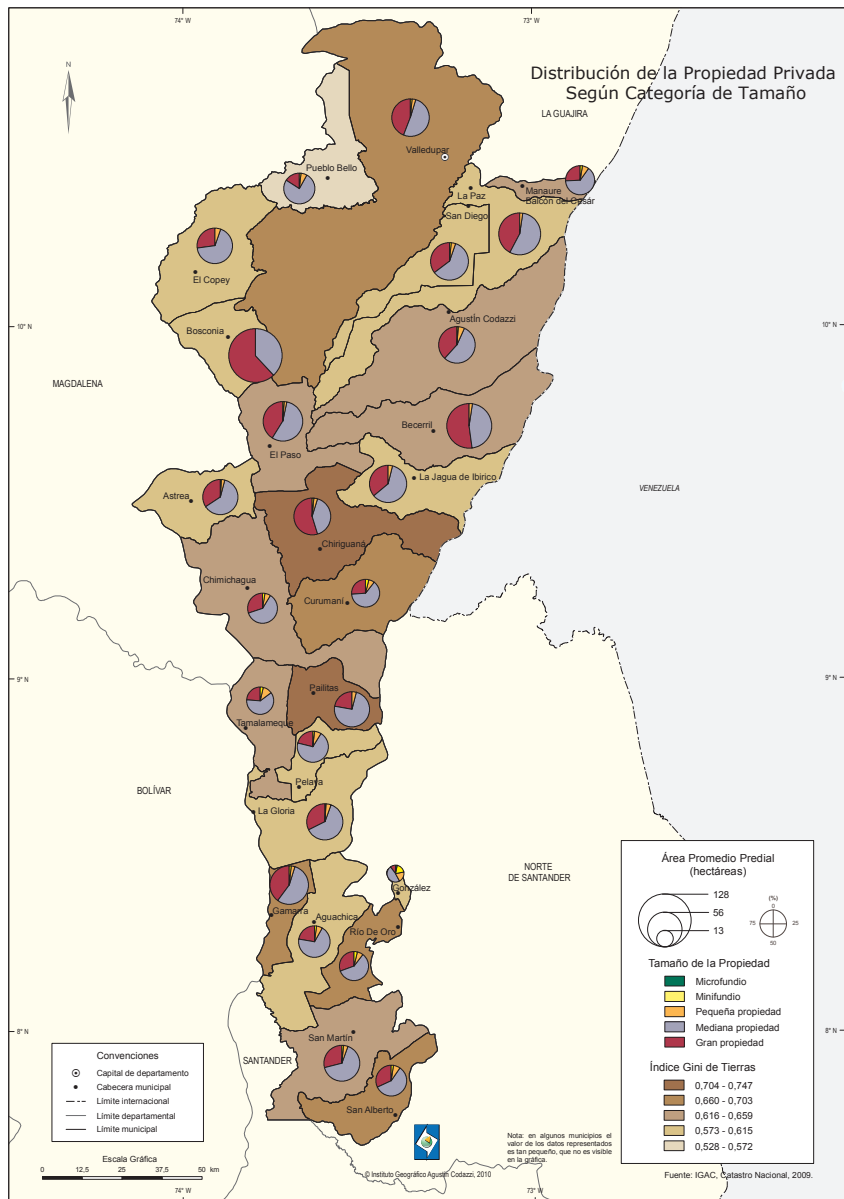 74° W
73° W
N
Distribución de la Propiedad Privada
Según Categoría de Tamaño
LA GUAJIRA
Valledupar
Pueblo Bello
Manaure
Balcón del Cesár
La Paz
San Diego
El Copey
Agustín Codazzi
10° N
10° N
Bosconia
MAGDALENA
Becerril
El Paso
La Jagua de Ibirico
VENEZUELA
Astrea
Chiriguaná
Chimichagua
Curumaní
9° N
9° N
Pailitas
Tamalameque
Pelaya
BOLÍVAR
La Gloria
NORTE
DE SANTANDER
González
Gamarra
Aguachica
Río De Oro
8° N
8° N
San Martín
SANTANDER
San Alberto
Área Promedio Predial
(hectáreas)
128
56
13
(%)
0
75
25
50
Tamaño de la Propiedad
Microfundio
Minifundio
Pequeña propiedad
Mediana propiedad
Gran propiedad
Índice Gini de Tierras
0,704 - 0,747
0,660 - 0,703
0,616 - 0,659
0,573 - 0,615
0,528 - 0,572
Convenciones
Capital de departamento
Cabecera municipal
Límite internacional
Límite departamental
Límite municipal
Escala Gráfica
0 12,5 25 37,5 50 km
Nota: en algunos municipios el
valor de los datos representados
es tan pequeño, que no es visible
en la gráfica.
© Instituto Geográfico Agustín Codazzi, 2010
Fuente: IGAC, Catastro Nacional, 2009.
74° W
73° W